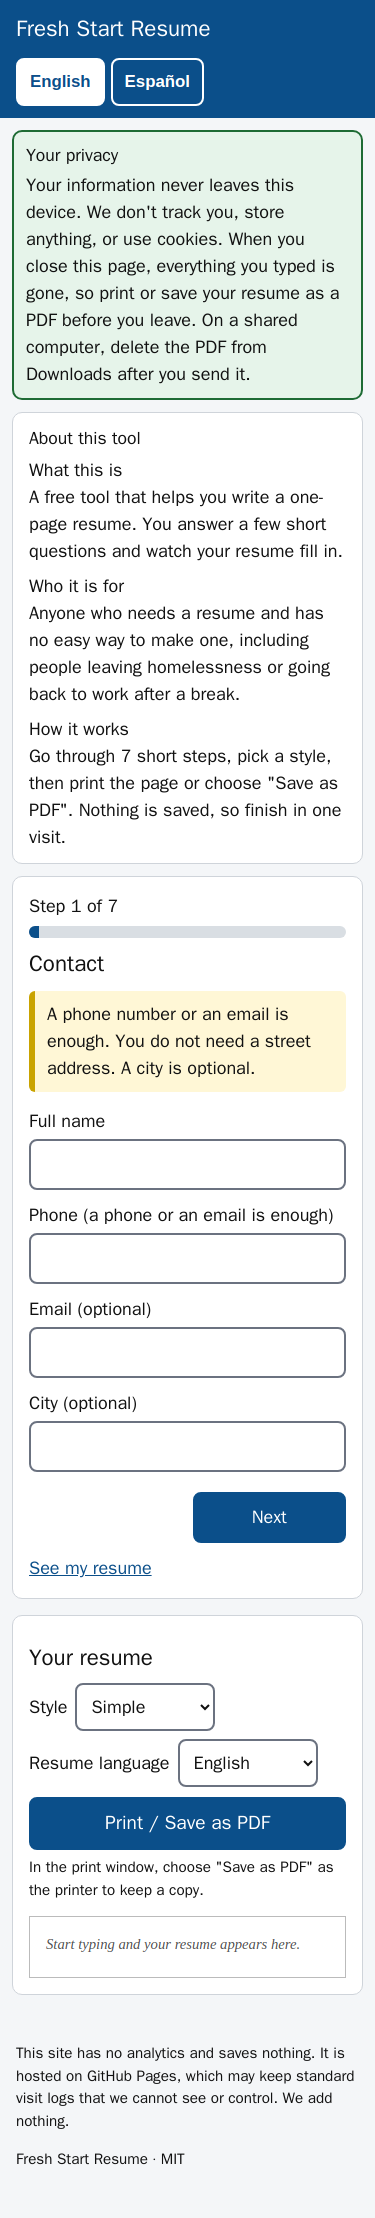 Fresh Start Resume
English
Español
Your privacy
Your information never leaves this
device. We don't track you, store
anything, or use cookies. When you
close this page, everything you typed is
gone, so print or save your resume as a
PDF before you leave. On a shared
computer, delete the PDF from
Downloads after you send it.
About this tool
What this is
A free tool that helps you write a one-
page resume. You answer a few short
questions and watch your resume fill in.
Who it is for
Anyone who needs a resume and has
no easy way to make one, including
people leaving homelessness or going
back to work after a break.
How it works
Go through 7 short steps, pick a style,
then print the page or choose "Save as
PDF". Nothing is saved, so finish in one
visit.
Step 1 of 7
Contact
A phone number or an email is
enough. You do not need a street
address. A city is optional.
Full name
Phone (a phone or an email is enough)
Email (optional)
City (optional)
Next
See my resume
Your resume
Style
Simple
Resume language
English
Print / Save as PDF
In the print window, choose "Save as PDF" as
the printer to keep a copy.
Start typing and your resume appears here.
This site has no analytics and saves nothing. It is
hosted on GitHub Pages, which may keep standard
visit logs that we cannot see or control. We add
nothing.
Fresh Start Resume · MIT